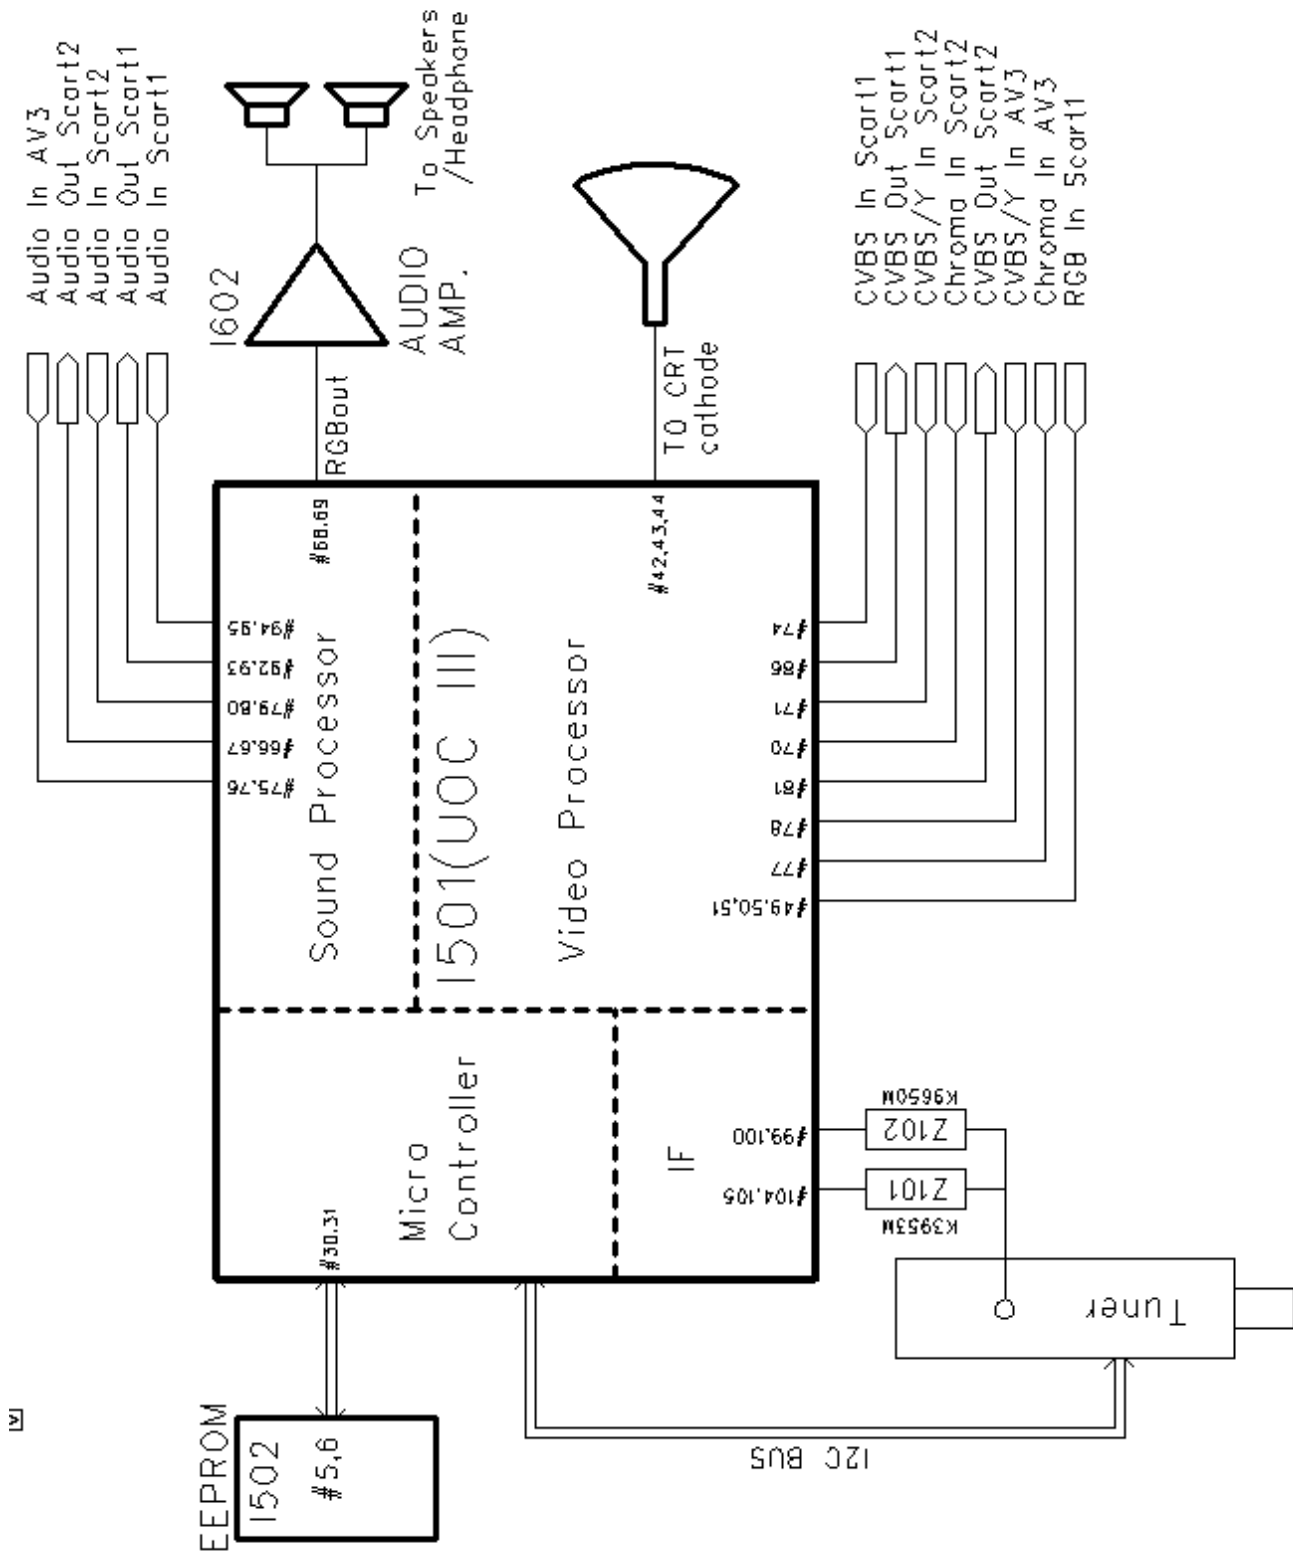 Audio In AV3
Audio Out Scart2
Audio In Scart2
Audio Out Scart1
Audio In Scart1
To Speakers
/Headphone
I602
AUDIO
AMP.
RGBout
TO CRT
cathode
CVBS In Scart1
CVBS Out Scart1
CVBS/Y In Scart2
Chroma In Scart2
CVBS Out Scart2
CVBS/Y In AV3
Chroma In AV3
RGB In Scart1
#68.69
#42,43,44
#94.95
#92.93
#79.80
#66.67
#75.76
Sound Processor
I501(UOC III)
Video Processor
#74
#86
#71
#70
#81
#78
#77
#49.50,51
Micro
Controller
IF
#30.31
#99.100
#104.105
Z102
K9650M
Z101
K3953M
Tuner
I2C BUS
EEPROM
I502
#5,6
V